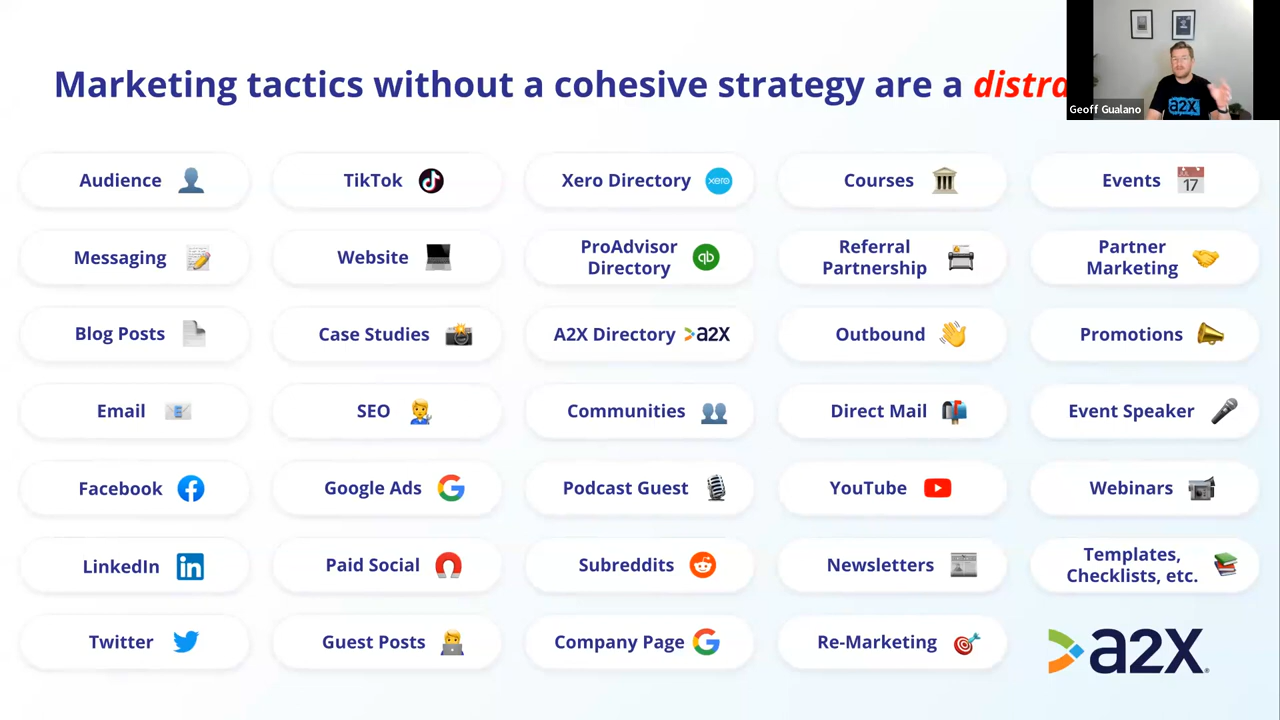 Marketing tactics without a cohesive strategy are a
Geoff Gualano
a2x
Audience
TikTok
Xero Directory
xero
Courses
Events
17
Messaging
Website
ProAdvisor
Directory
qb
Referral
Partnership
Partner
Marketing
Blog Posts
Case Studies
A2X Directory
a2x
Outbound
Promotions
Email
SEO
Communities
Direct Mail
Event Speaker
Facebook
Google Ads
Podcast Guest
YouTube
Webinars
LinkedIn
in
Paid Social
Subreddits
Newsletters
Templates,
Checklists, etc.
Twitter
Guest Posts
Company Page
Re-Marketing
a2x